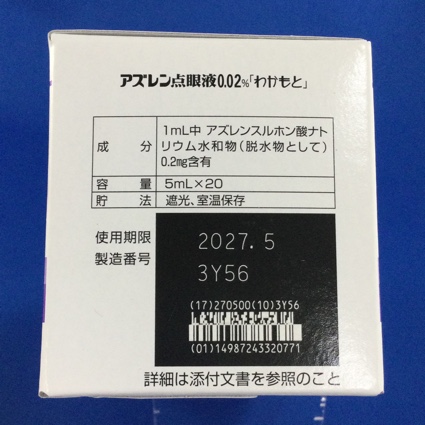 アズレン点眼液0.02%「わかもと」
成分 1mL中 アズレンスルホン酸ナト
リウム水和物(脱水物として)
0.2mg含有
容量 5mL×20
貯法 遮光、室温保存
使用期限 2027.5
製造番号 3Y56
(17)270500(10)3Y56
(01)14987243320771
詳細は添付文書を参照のこと